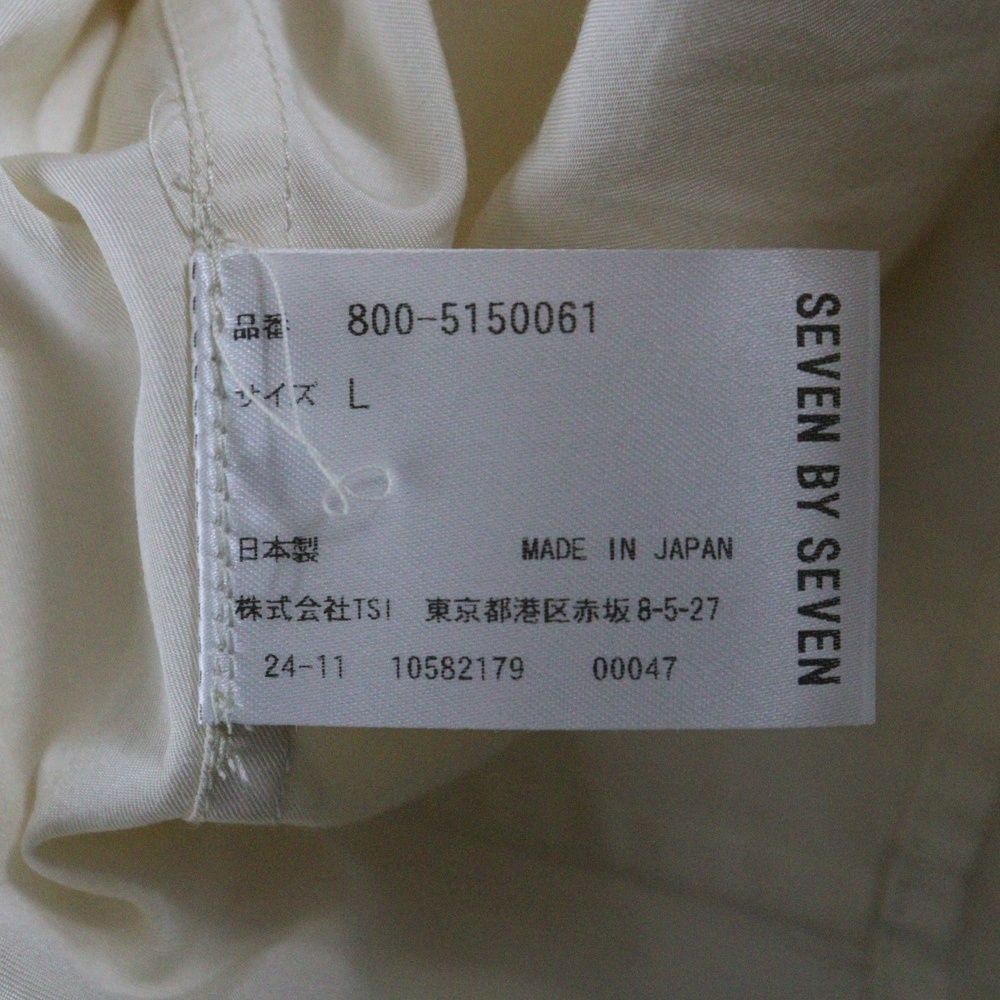 品番 800-5150061
サイズ L
日本製 MADE IN JAPAN
株式会社TSI 東京都港区赤坂8-5-27
24-11 10582179 00047
SEVEN BY SEVEN